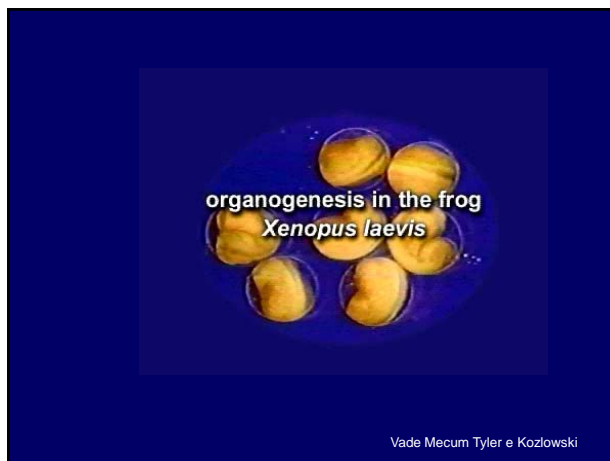 organogenesis in the frog
Xenopus laevis
Vade Mecum Tyler e Kozlowski